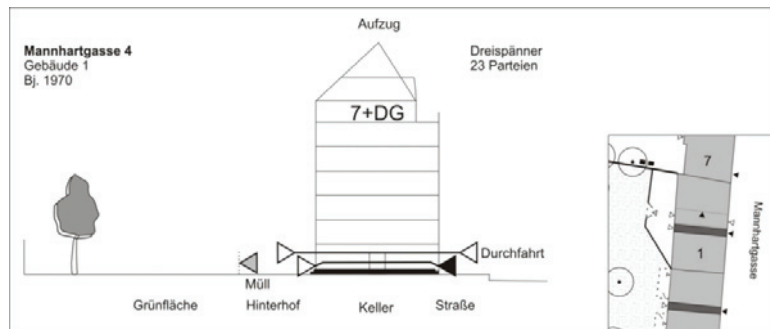 Aufzug
Mannhartgasse 4
Gebäude 1
Bj. 1970
Dreispänner
23 Parteien
7+DG
Durchfahrt
Müll
Grünfläche
Hinterhof
Keller
Straße
7
Mannhartgasse
1